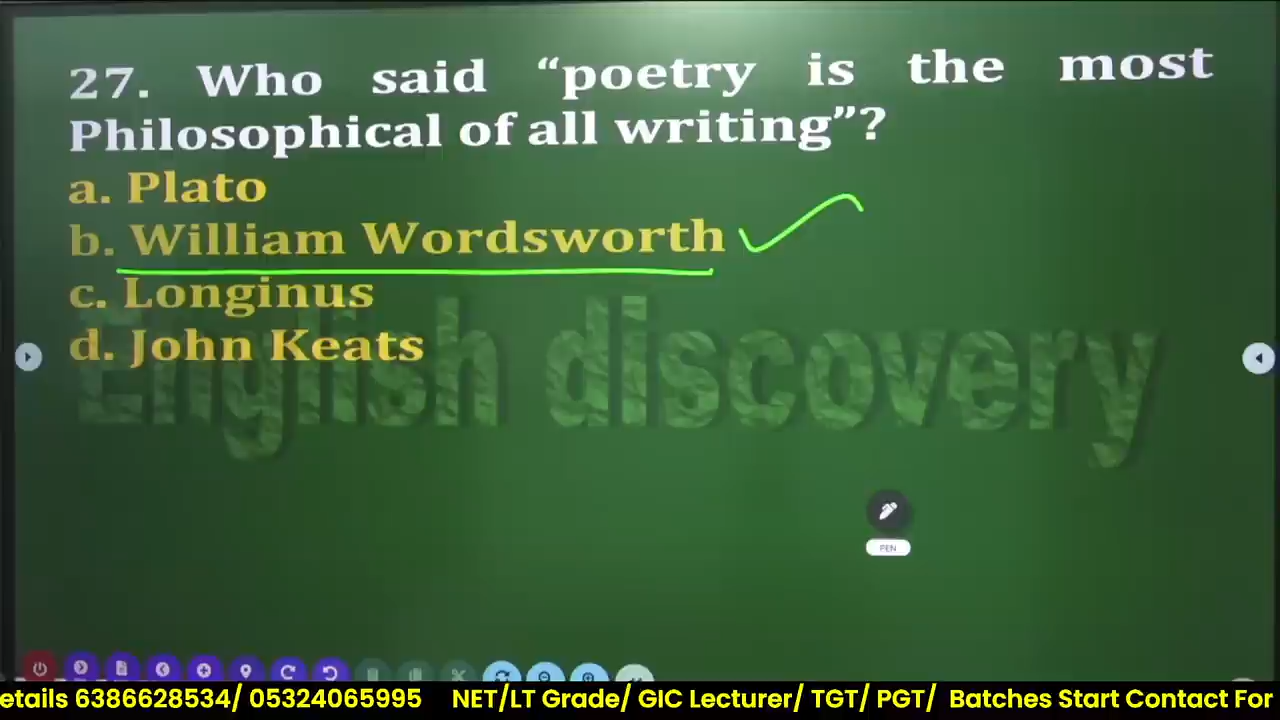 27. Who said “poetry is the most
Philosophical of all writing”?
a. Plato
b. William Wordsworth
c. Longinus
d. John Keats
English discovery
PEN
etails 6386628534/ 05324065995 NET/LT Grade/ GIC Lecturer/ TGT/ PGT/ Batches Start Contact For